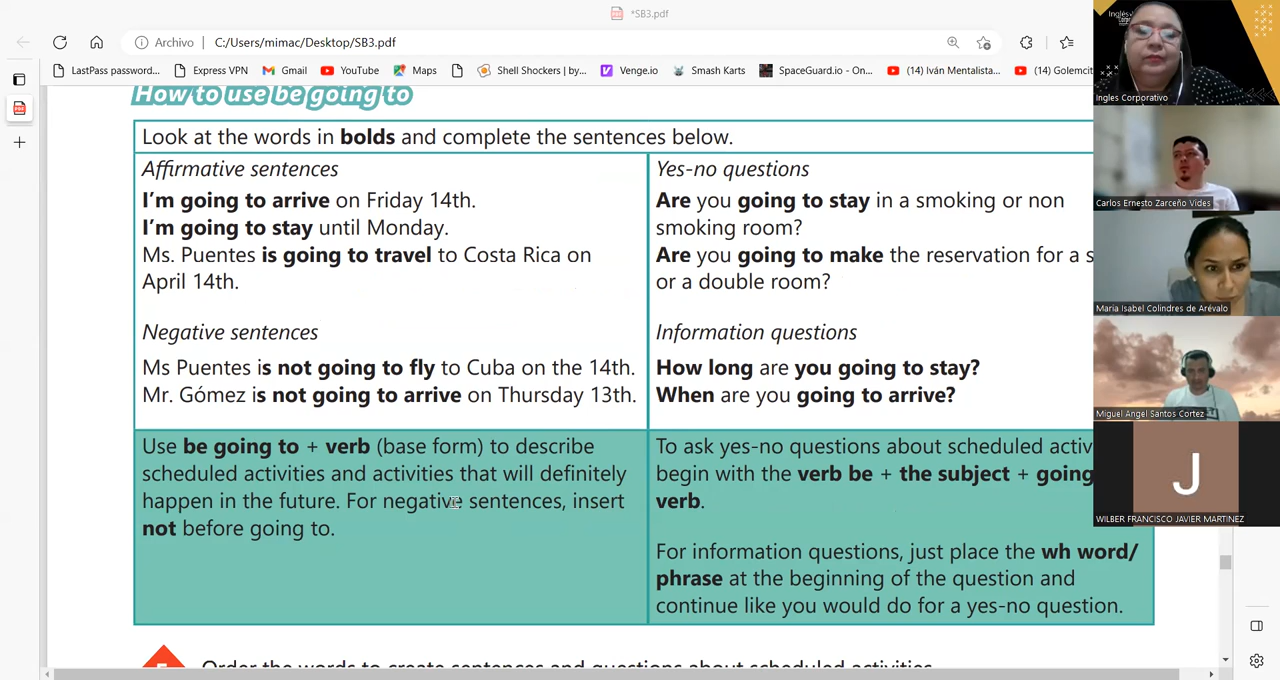 *SB3.pdf
Archivo
C:/Users/mimac/Desktop/SB3.pdf
LastPass password...
Express VPN
Gmail
YouTube
Maps
Shell Shockers | by...
Venge.io
Smash Karts
SpaceGuard.io - On...
(14) Iván Mentalista...
(14) Golemcit
How to use be going to
Look at the words in bolds and complete the sentences below.
Affirmative sentences
I'm going to arrive on Friday 14th.
I'm going to stay until Monday.
Ms. Puentes is going to travel to Costa Rica on
April 14th.
Negative sentences
Ms Puentes is not going to fly to Cuba on the 14th.
Mr. Gómez is not going to arrive on Thursday 13th.
Use be going to + verb (base form) to describe
scheduled activities and activities that will definitely
happen in the future. For negative sentences, insert
not before going to.
Yes-no questions
Are you going to stay in a smoking or non
smoking room?
Are you going to make the reservation for a s
or a double room?
Information questions
How long are you going to stay?
When are you going to arrive?
To ask yes-no questions about scheduled activ
begin with the verb be + the subject + going
verb.
For information questions, just place the wh word/
phrase at the beginning of the question and
continue like you would do for a yes-no question.
Order the words to create sentences and questions about scheduled activities.
Ingles Corporativo
Carlos Ernesto Zarceño Vides
Maria Isabel Colindres de Arévalo
Miguel Angel Santos Cortez
J
WILBER FRANCISCO JAVIER MARTINEZ